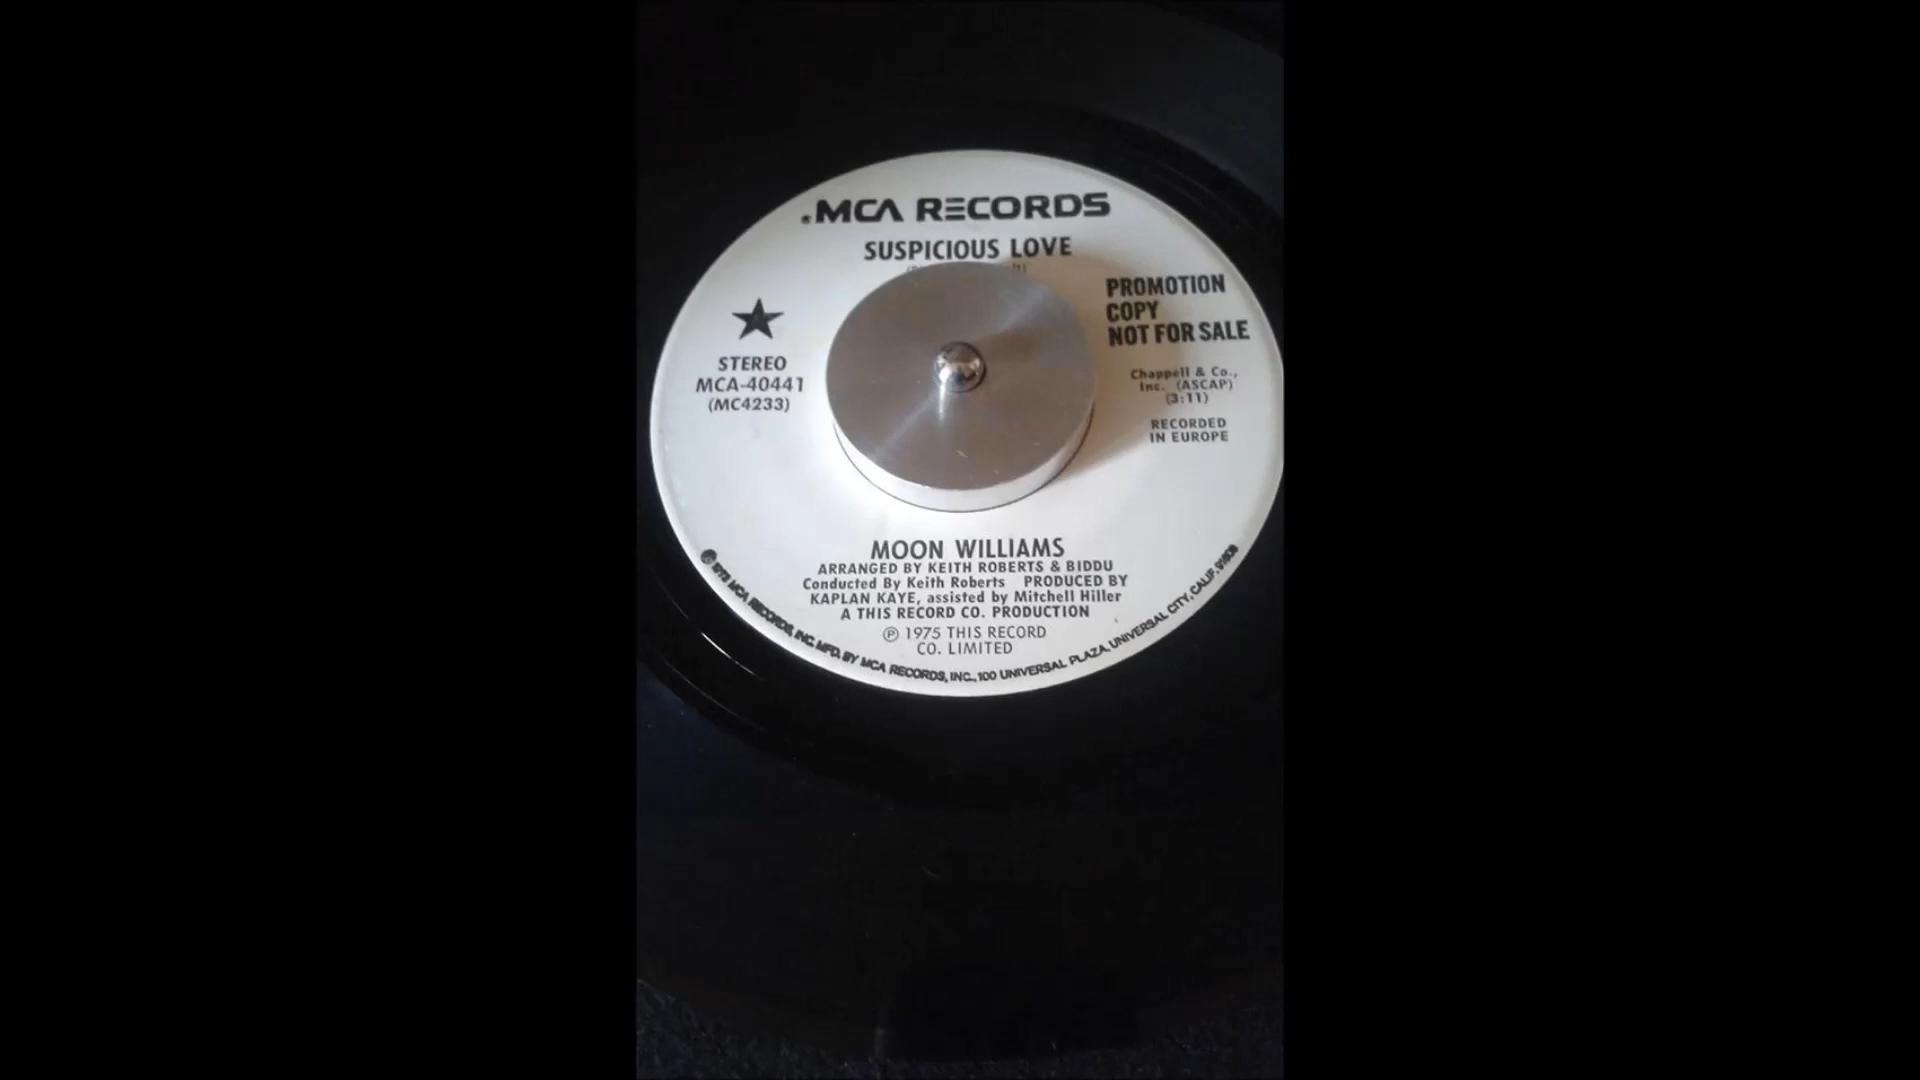 MCA RECORDS
SUSPICIOUS LOVE
PROMOTION
COPY
NOT FOR SALE
STEREO
MCA-40441
(MC4233)
Chappell & Co.,
Inc. (ASCAP)
(3:11)
RECORDED
IN EUROPE
MOON WILLIAMS
ARRANGED BY KEITH ROBERTS & BIDDU
Conducted By Keith Roberts PRODUCED BY
KAPLAN KAYE, assisted by Mitchell Hiller
A THIS RECORD CO. PRODUCTION
℗ 1975 THIS RECORD
CO. LIMITED
MCA RECORDS, INC. MFD. BY MCA RECORDS, INC., 100 UNIVERSAL PLAZA, UNIVERSAL CITY, CALIF.